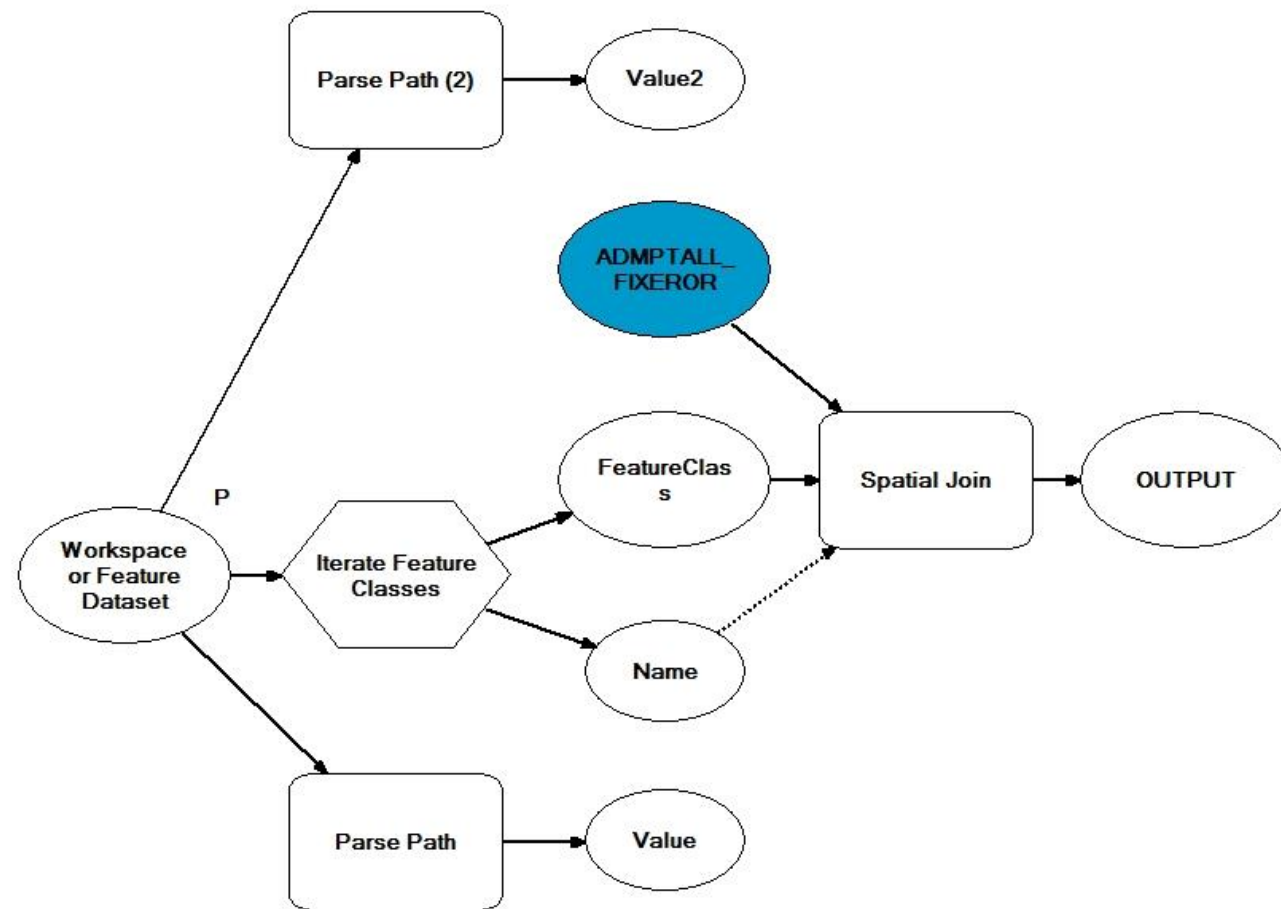 Parse Path (2)
Value2
ADMPTALL_
FIXEROR
P
Workspace
or Feature
Dataset
Iterate Feature
Classes
FeatureClas
s
Name
Spatial Join
OUTPUT
Parse Path
Value